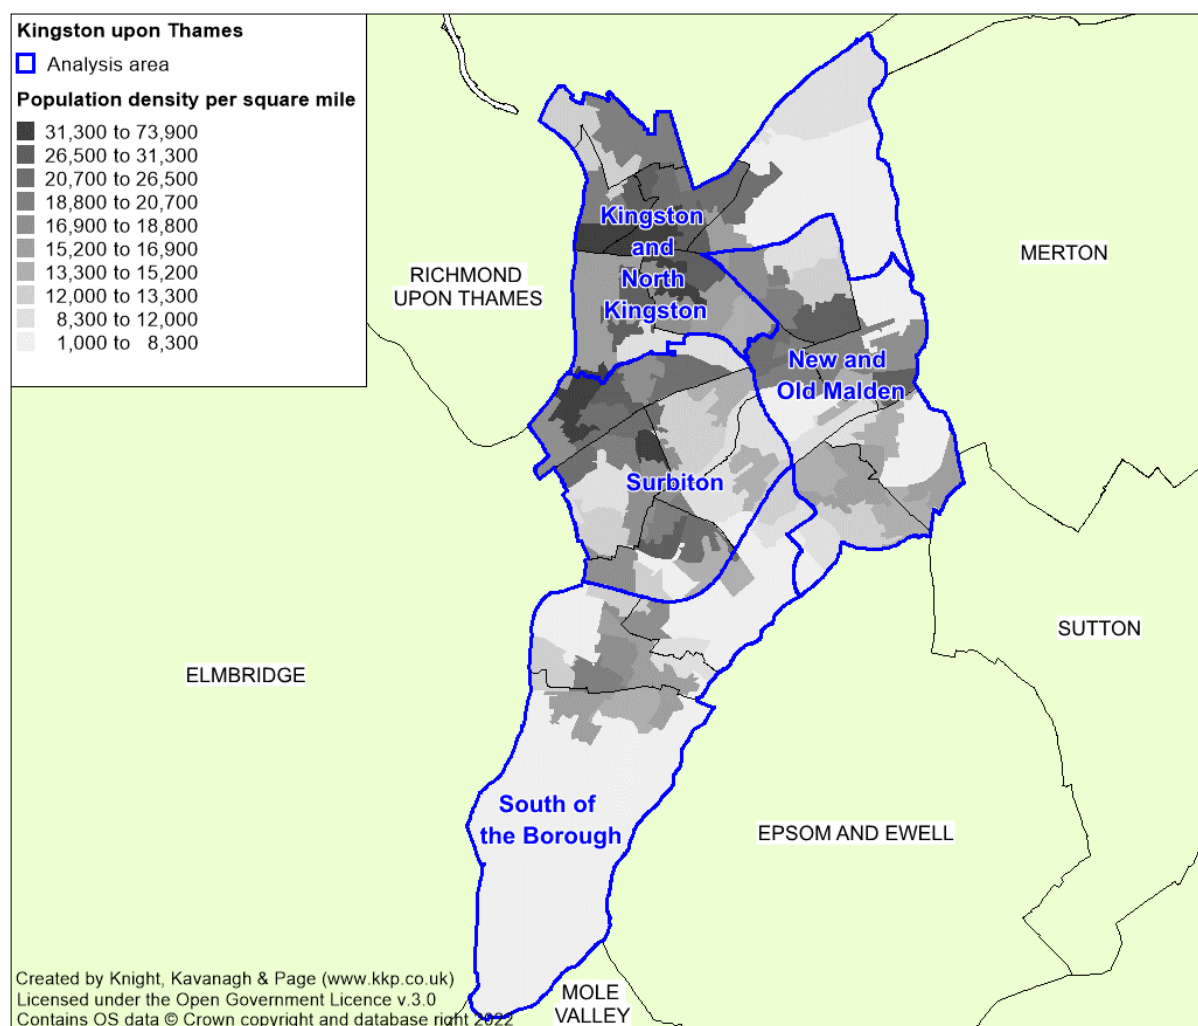 Kingston upon Thames
Analysis area
Population density per square mile
31,300 to 73,900
26,500 to 31,300
20,700 to 26,500
18,800 to 20,700
16,900 to 18,800
15,200 to 16,900
13,300 to 15,200
12,000 to 13,300
8,300 to 12,000
1,000 to 8,300
Kingston
and
North
Kingston
RICHMOND
UPON THAMES
MERTON
New and
Old Malden
Surbiton
SUTTON
ELMBRIDGE
South of
the Borough
EPSOM AND EWELL
MOLE
VALLEY
Created by Knight, Kavanagh & Page (www.kkp.co.uk)
Licensed under the Open Government Licence v.3.0
Contains OS data © Crown copyright and database right 2022